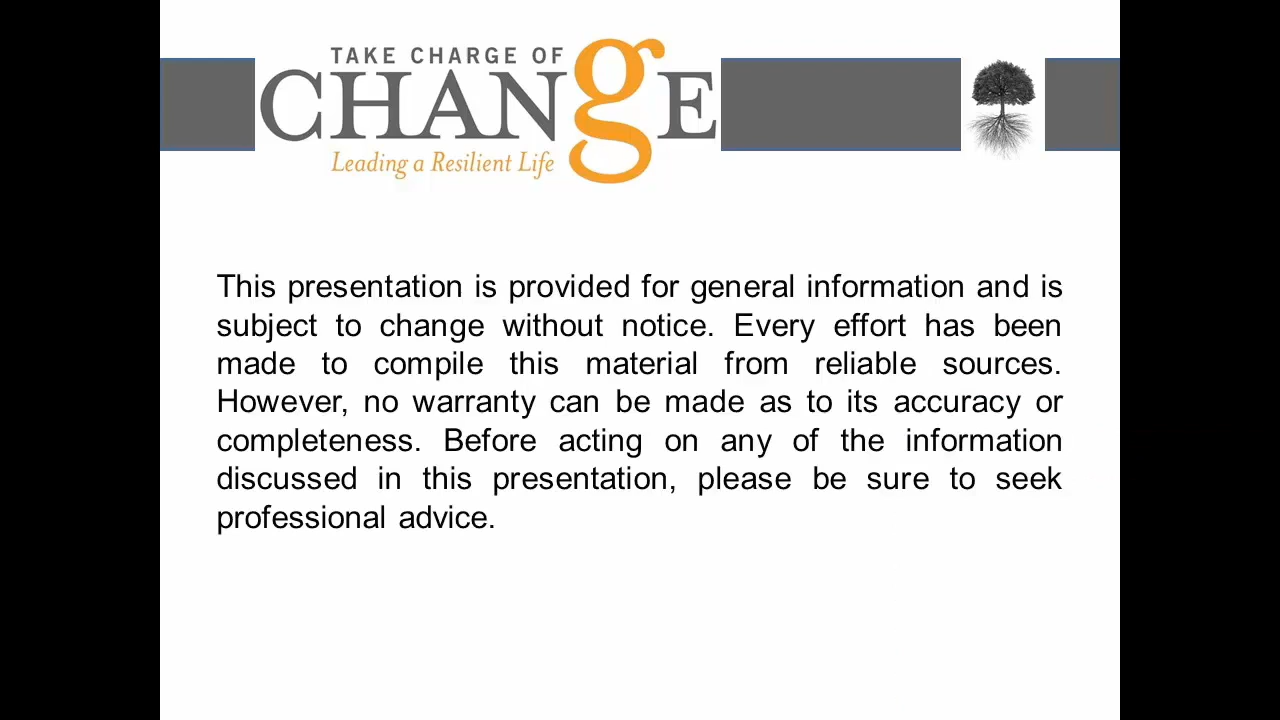 TAKE CHARGE OF
CHANgE
Leading a Resilient Life
This presentation is provided for general information and is
subject to change without notice. Every effort has been
made to compile this material from reliable sources.
However, no warranty can be made as to its accuracy or
completeness. Before acting on any of the information
discussed in this presentation, please be sure to seek
professional advice.